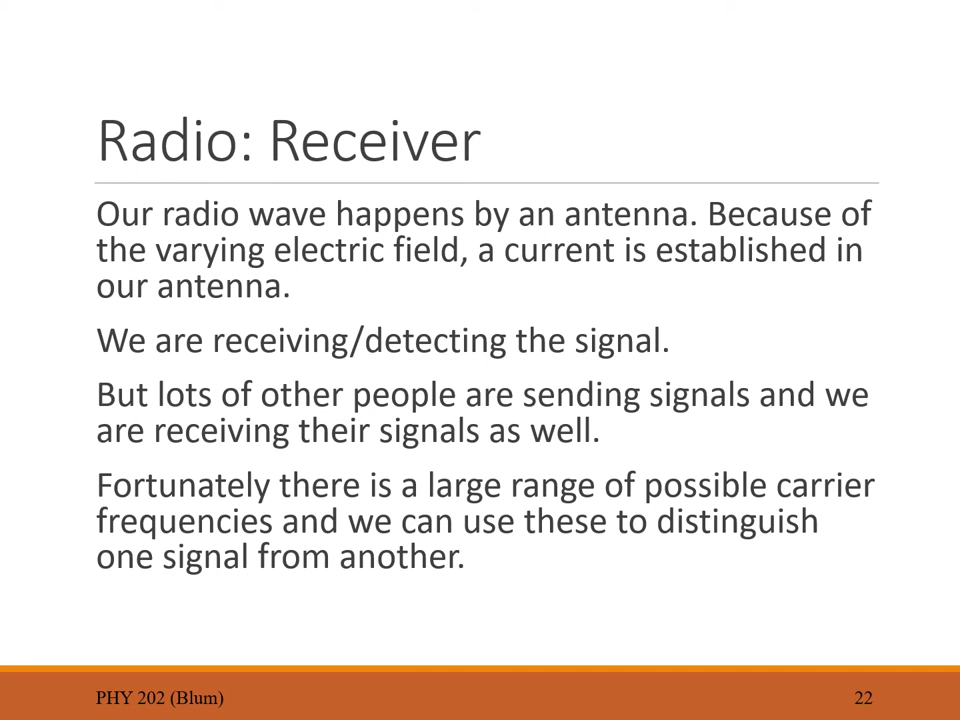 Radio: Receiver
Our radio wave happens by an antenna. Because of
the varying electric field, a current is established in
our antenna.
We are receiving/detecting the signal.
But lots of other people are sending signals and we
are receiving their signals as well.
Fortunately there is a large range of possible carrier
frequencies and we can use these to distinguish
one signal from another.
PHY 202 (Blum)
22